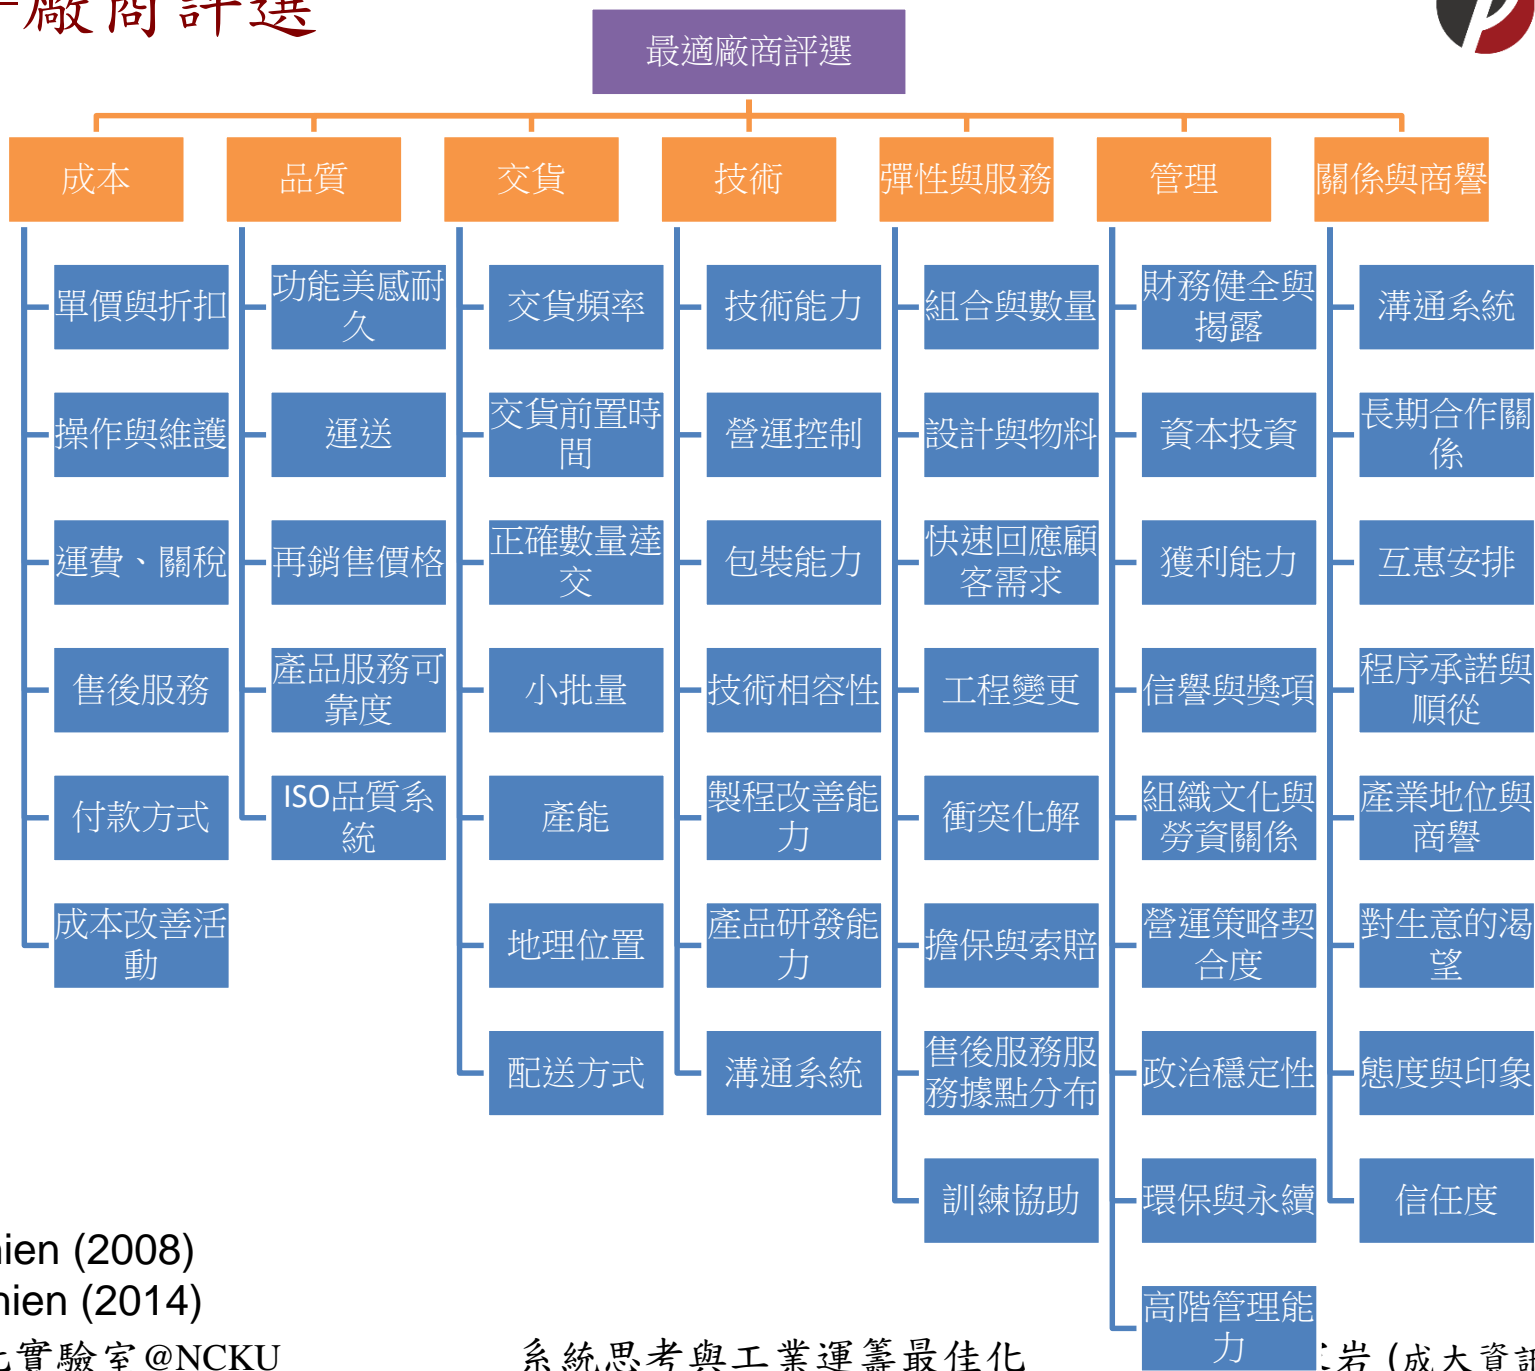 廠商評選
最適廠商評選
成本
單價與折扣
操作與維護
運費、關稅
售後服務
付款方式
成本改善活
動
品質
功能美感耐
久
運送
再銷售價格
產品服務可
靠度
ISO品質系
統
交貨
交貨頻率
交貨前置時
間
正確數量達
交
小批量
產能
地理位置
配送方式
技術
技術能力
營運控制
包裝能力
技術相容性
製程改善能
力
產品研發能
力
溝通系統
彈性與服務
組合與數量
設計與物料
快速回應顧
客需求
工程變更
衝突化解
擔保與索賠
售後服務服
務據點分布
訓練協助
管理
財務健全與
揭露
資本投資
獲利能力
信譽與獎項
組織文化與
勞資關係
營運策略契
合度
政治穩定性
環保與永續
高階管理能
力
關係與商譽
溝通系統
長期合作關
係
互惠安排
程序承諾與
順從
產業地位與
商譽
對生意的渴
望
態度與印象
信任度
ien (2008)
nien (2014)
化實驗室@NCKU
系統思考與工業運籌最佳化
岩 (成大資訊